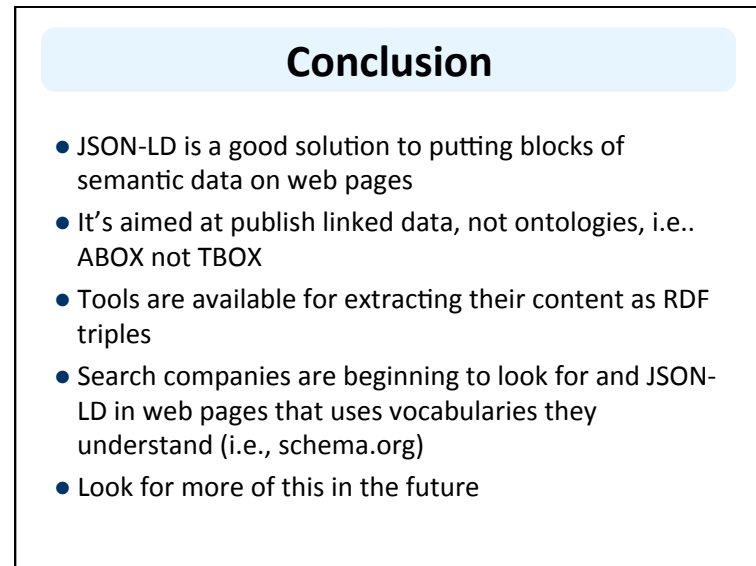 Conclusion
● JSON-LD is a good solution to putting blocks of
semantic data on web pages
● It’s aimed at publish linked data, not ontologies, i.e..
ABOX not TBOX
● Tools are available for extracting their content as RDF
triples
● Search companies are beginning to look for and JSON-
LD in web pages that uses vocabularies they
understand (i.e., schema.org)
● Look for more of this in the future